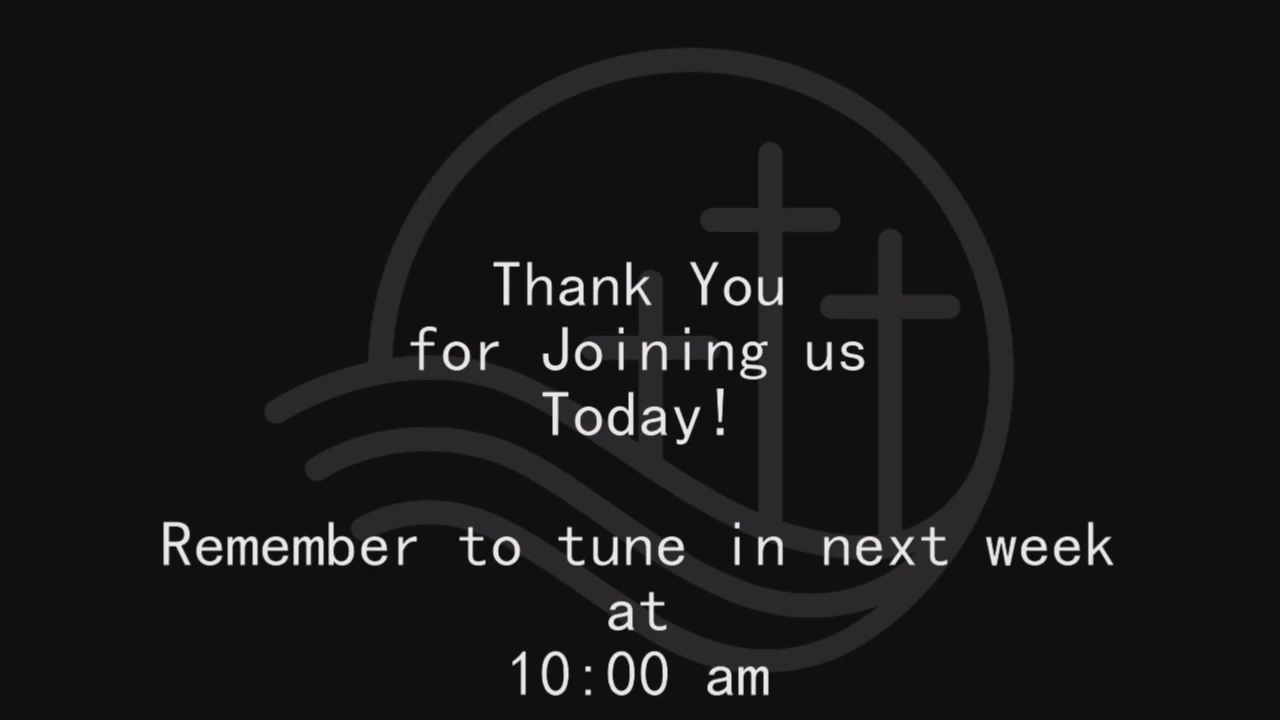 Thank You
for Joining us
Today!
Remember to tune in next week
at
10:00 am